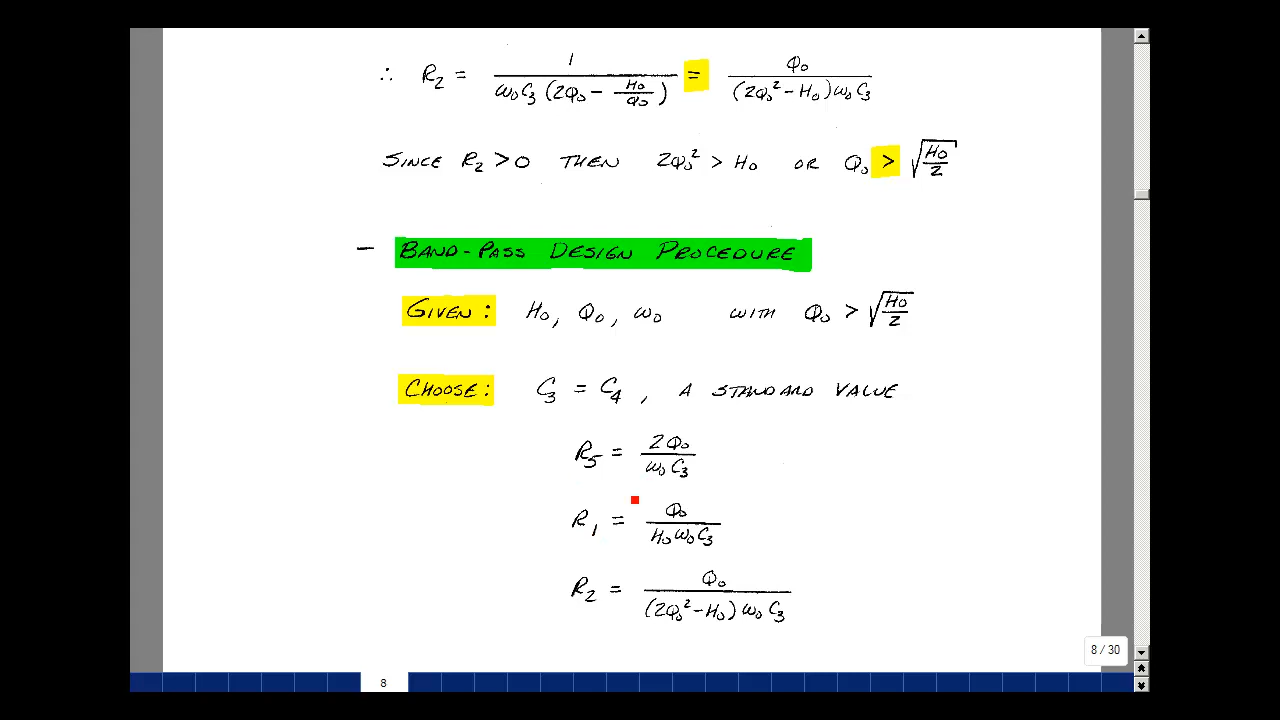 ∴ R₂ = 1 / (ω₀C₃(2Q₀ − H₀/Q₀)) = Q₀ / ((2Q₀² − H₀)ω₀C₃)
SINCE R₂ > 0 THEN 2Q₀² > H₀ OR Q₀ > √(H₀/2)
— BAND-PASS DESIGN PROCEDURE
GIVEN: H₀, Q₀, ω₀ WITH Q₀ > √(H₀/2)
CHOOSE: C₃ = C₄, A STANDARD VALUE
R₅ = 2Q₀ / (ω₀C₃)
R₁ = Q₀ / (H₀ω₀C₃)
R₂ = Q₀ / ((2Q₀² − H₀)ω₀C₃)
8 / 30
8